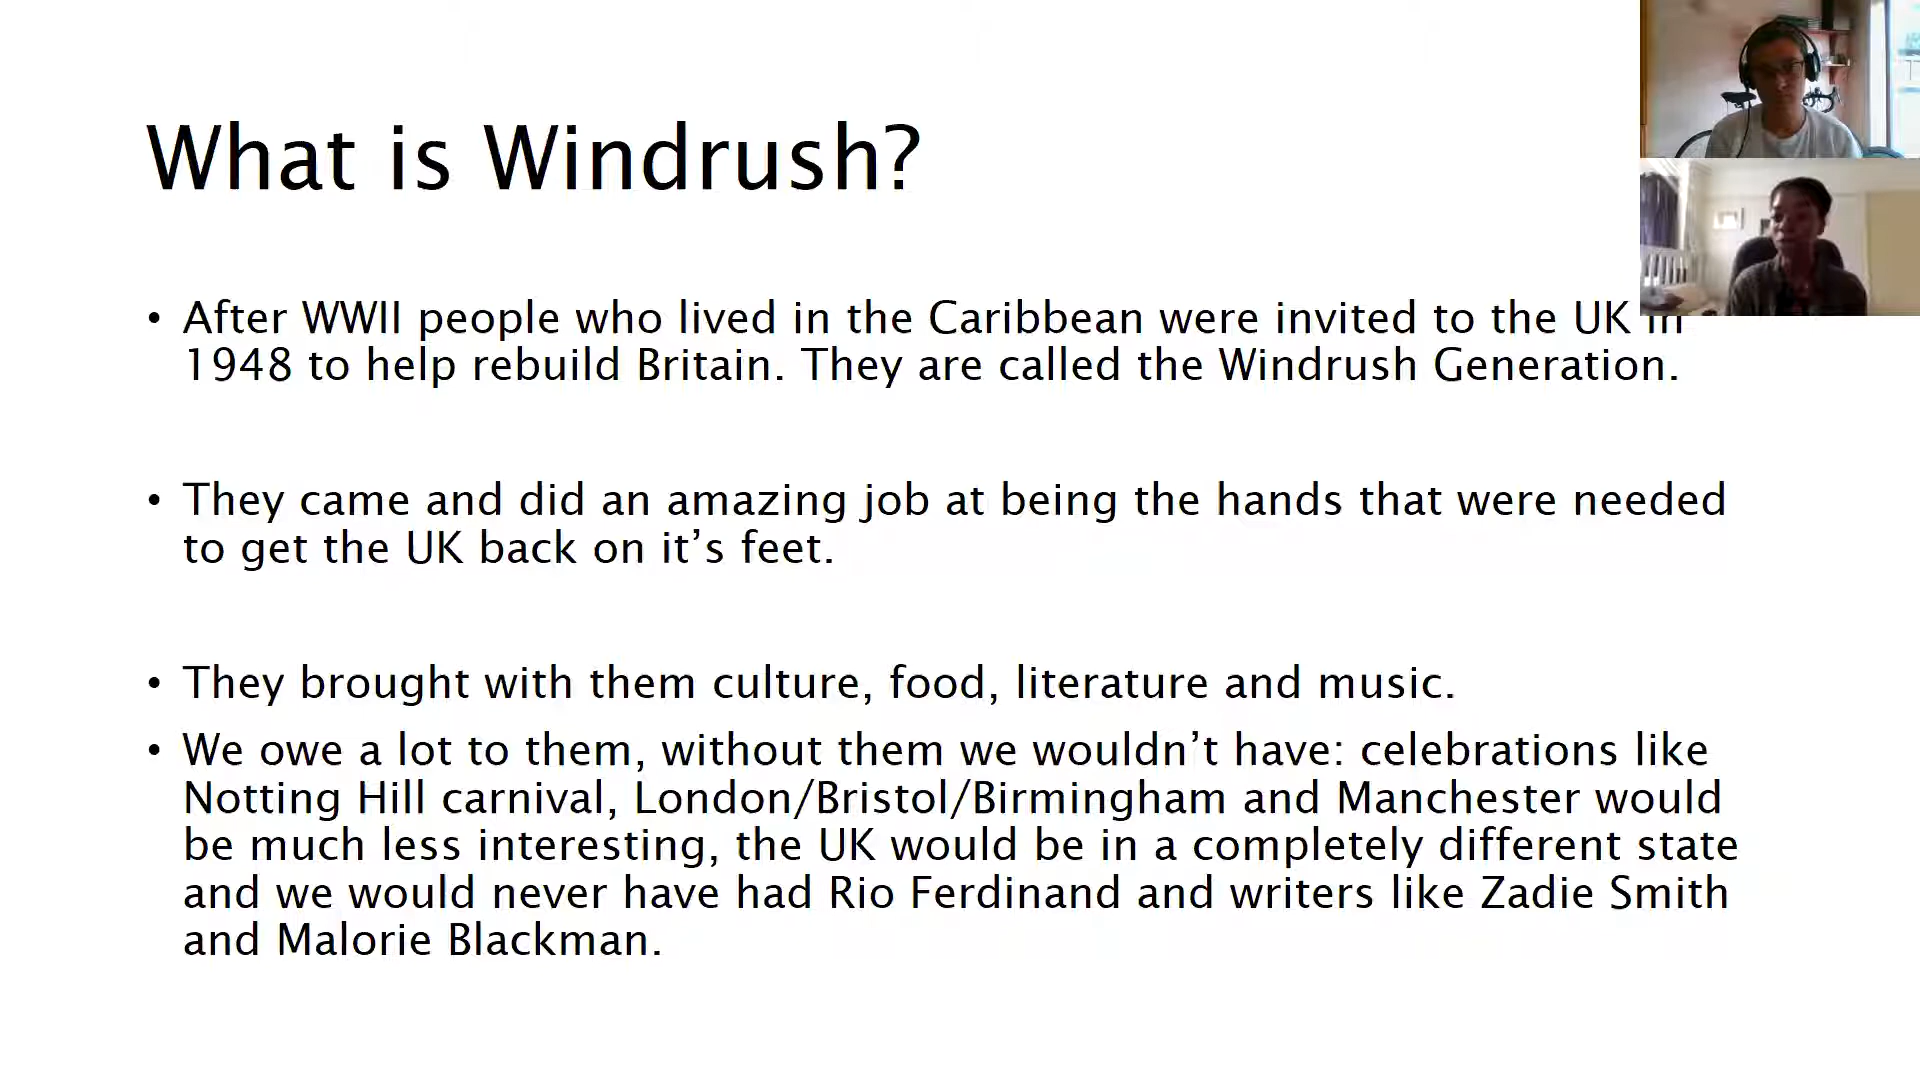 What is Windrush?
• After WWII people who lived in the Caribbean were invited to the UK in
1948 to help rebuild Britain. They are called the Windrush Generation.
• They came and did an amazing job at being the hands that were needed
to get the UK back on it’s feet.
• They brought with them culture, food, literature and music.
• We owe a lot to them, without them we wouldn’t have: celebrations like
Notting Hill carnival, London/Bristol/Birmingham and Manchester would
be much less interesting, the UK would be in a completely different state
and we would never have had Rio Ferdinand and writers like Zadie Smith
and Malorie Blackman.